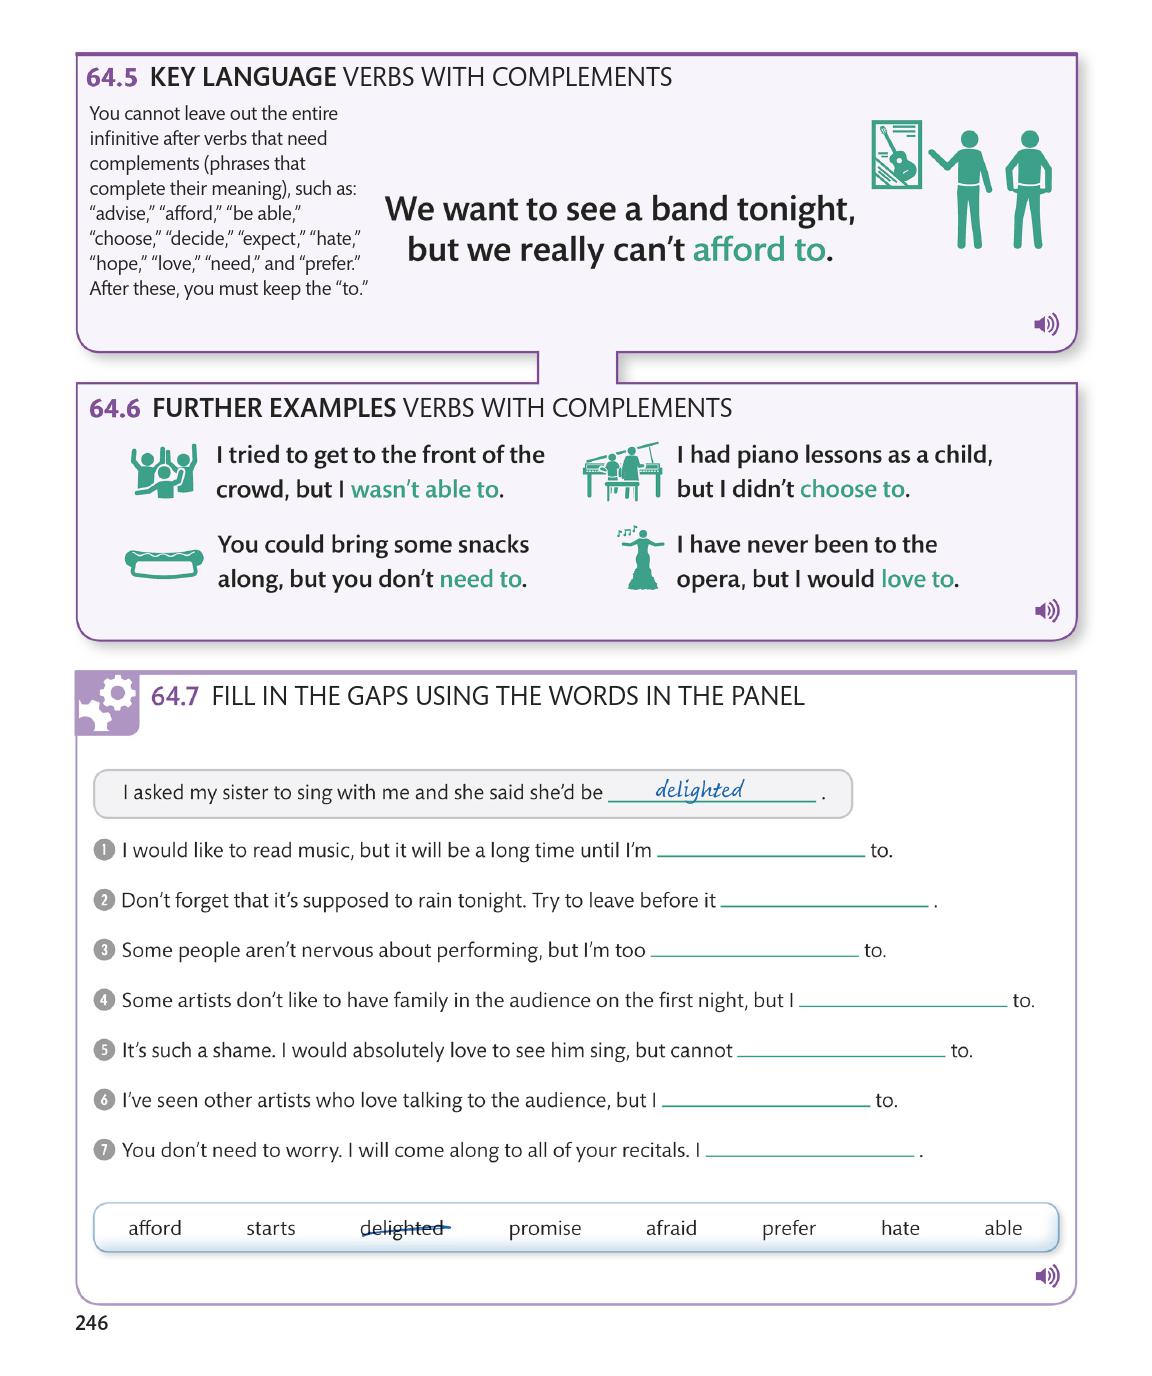 64.5 KEY LANGUAGE VERBS WITH COMPLEMENTS
You cannot leave out the entire
infinitive after verbs that need
complements (phrases that
complete their meaning), such as:
“advise,” “afford,” “be able,”
“choose,” “decide,” “expect,” “hate,”
“hope,” “love,” “need,” and “prefer.”
After these, you must keep the “to.”
We want to see a band tonight,
but we really can’t afford to.
64.6 FURTHER EXAMPLES VERBS WITH COMPLEMENTS
I tried to get to the front of the
crowd, but I wasn’t able to.
I had piano lessons as a child,
but I didn’t choose to.
You could bring some snacks
along, but you don’t need to.
I have never been to the
opera, but I would love to.
64.7 FILL IN THE GAPS USING THE WORDS IN THE PANEL
I asked my sister to sing with me and she said she’d be delighted .
1 I would like to read music, but it will be a long time until I’m ____ to.
2 Don’t forget that it’s supposed to rain tonight. Try to leave before it ____ .
3 Some people aren’t nervous about performing, but I’m too ____ to.
4 Some artists don’t like to have family in the audience on the first night, but I ____ to.
5 It’s such a shame. I would absolutely love to see him sing, but cannot ____ to.
6 I’ve seen other artists who love talking to the audience, but I ____ to.
7 You don’t need to worry. I will come along to all of your recitals. I ____ .
afford starts delighted promise afraid prefer hate able
246